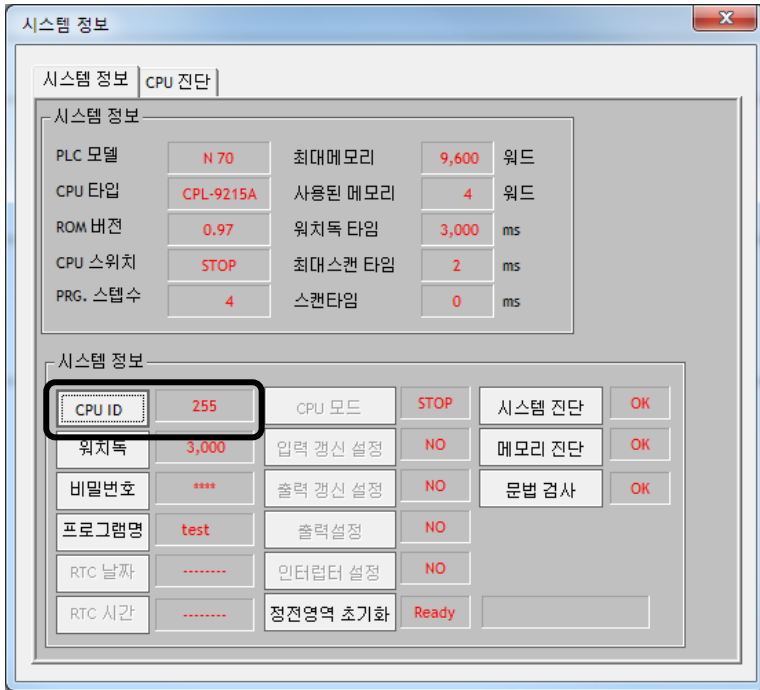 시스템 정보
X
시스템 정보 CPU 진단
시스템 정보
PLC 모델 N 70 최대메모리 9,600 워드
CPU 타입 CPL-9215A 사용된 메모리 4 워드
ROM 버전 0.97 워치독 타임 3,000 ms
CPU 스위치 STOP 최대스캔 타임 2 ms
PRG. 스텝수 4 스캔타임 0 ms
시스템 정보
CPU ID 255 CPU 모드 STOP 시스템 진단 OK
워치독 3,000 입력 갱신 설정 NO 메모리 진단 OK
비밀번호 **** 출력 갱신 설정 NO 문법 검사 OK
프로그램명 test 출력설정 NO
RTC 날짜 -------- 인터럽터 설정 NO
RTC 시간 -------- 정전영역 초기화 Ready